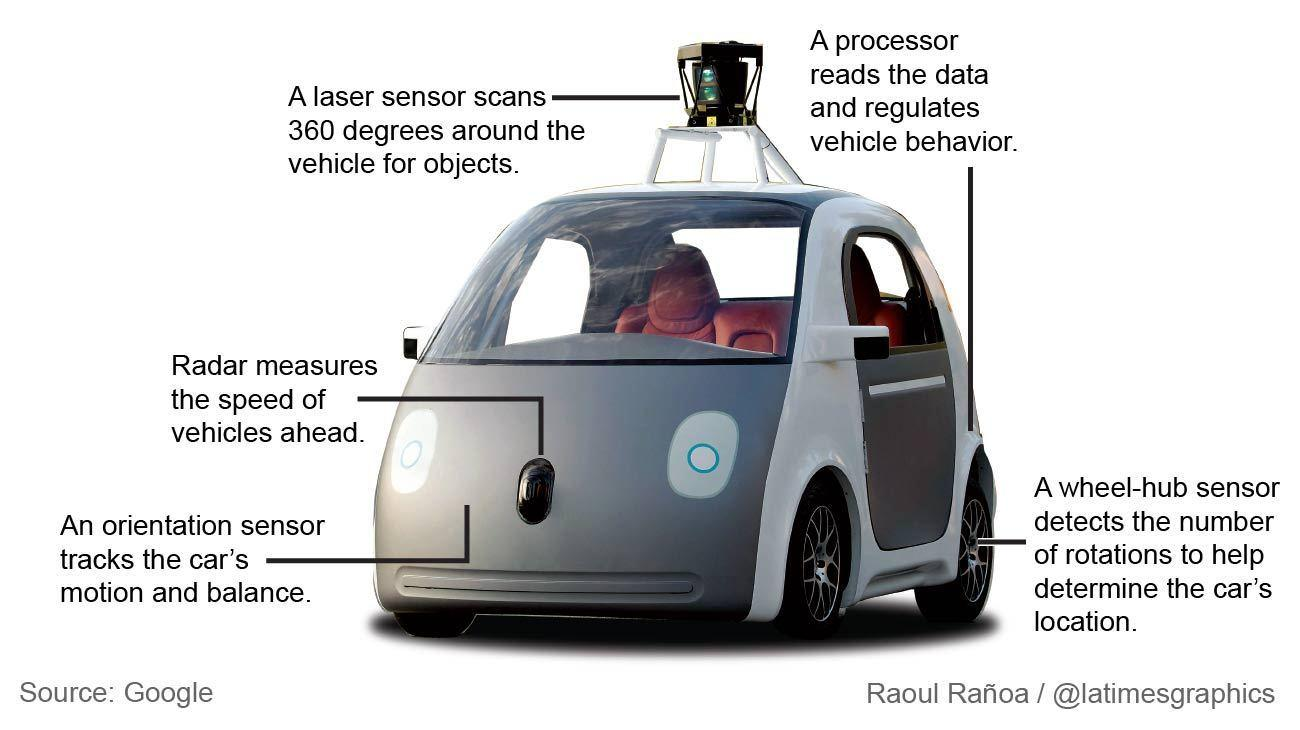 A laser sensor scans
360 degrees around the
vehicle for objects.
A processor
reads the data
and regulates
vehicle behavior.
Radar measures
the speed of
vehicles ahead.
An orientation sensor
tracks the car’s
motion and balance.
A wheel-hub sensor
detects the number
of rotations to help
determine the car’s
location.
Source: Google
Raoul Rañoa / @latimesgraphics